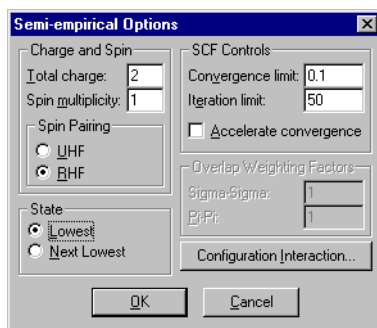 Semi-empirical Options
Charge and Spin
Total charge: 2
Spin multiplicity: 1
Spin Pairing
UHF
RHF
State
Lowest
Next Lowest
SCF Controls
Convergence limit: 0.1
Iteration limit: 50
Accelerate convergence
Overlap Weighting Factors
Sigma-Sigma: 1
Pi-Pi: 1
Configuration Interaction...
OK
Cancel